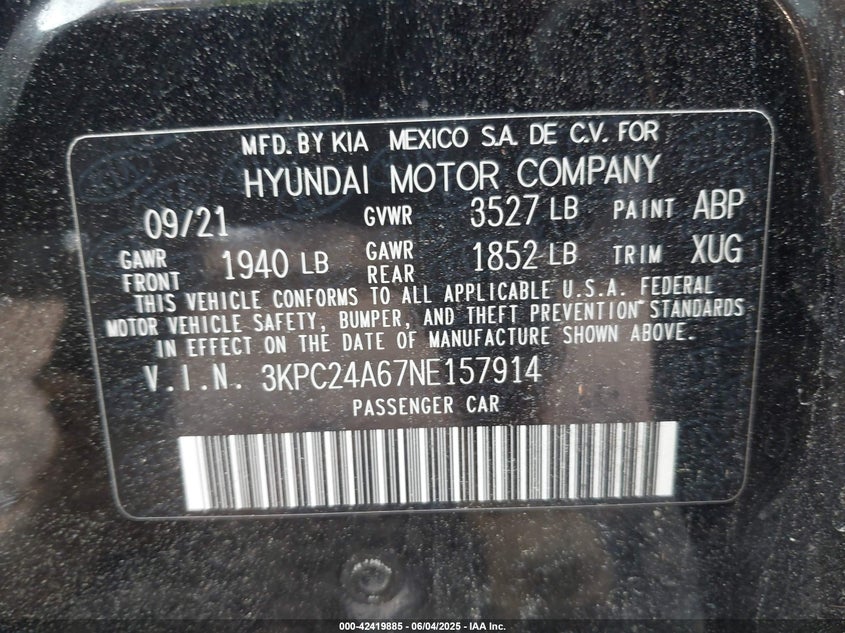 MFD. BY KIA MEXICO S.A. DE C.V. FOR
HYUNDAI MOTOR COMPANY
09/21 GVWR 3527 LB PAINT ABP
GAWR FRONT 1940 LB GAWR REAR 1852 LB TRIM XUG
THIS VEHICLE CONFORMS TO ALL APPLICABLE U.S.A. FEDERAL
MOTOR VEHICLE SAFETY, BUMPER, AND THEFT PREVENTION STANDARDS
IN EFFECT ON THE DATE OF MANUFACTURE SHOWN ABOVE.
V.I.N. 3KPC24A67NE157914
PASSENGER CAR
000-42419885 - 06/04/2025 - IAA Inc.